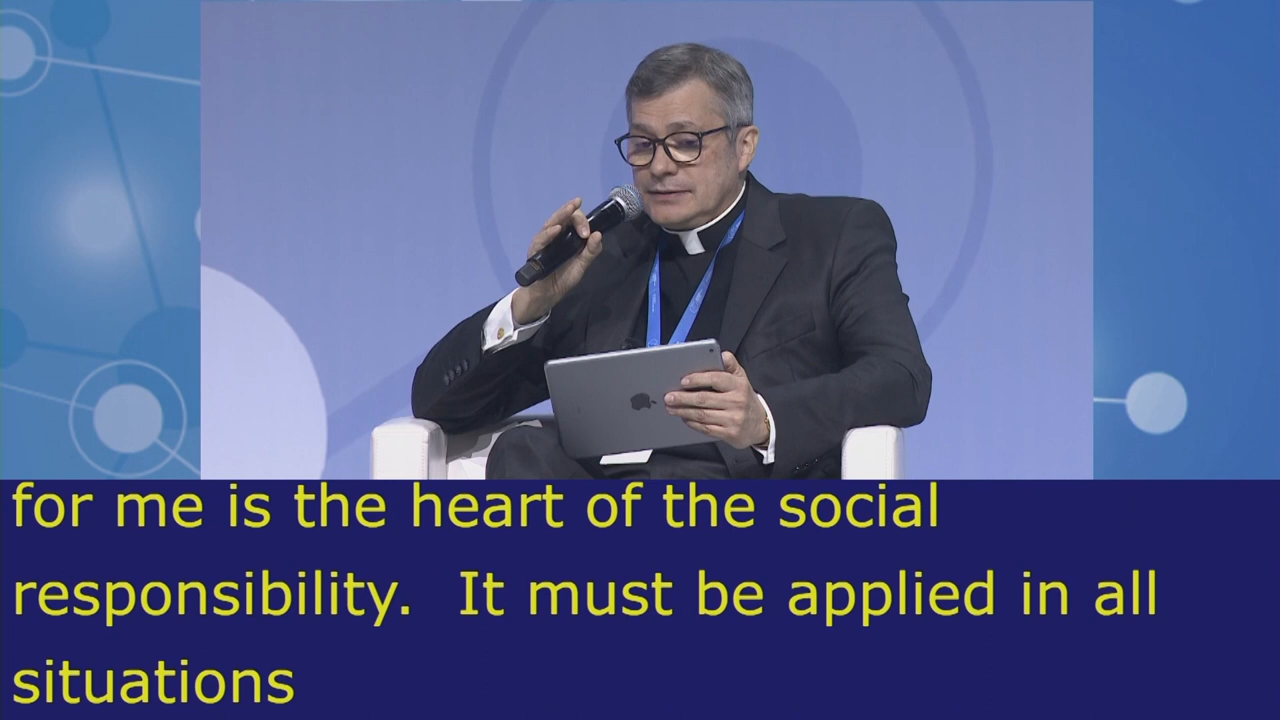 for me is the heart of the social
responsibility.  It must be applied in all
situations